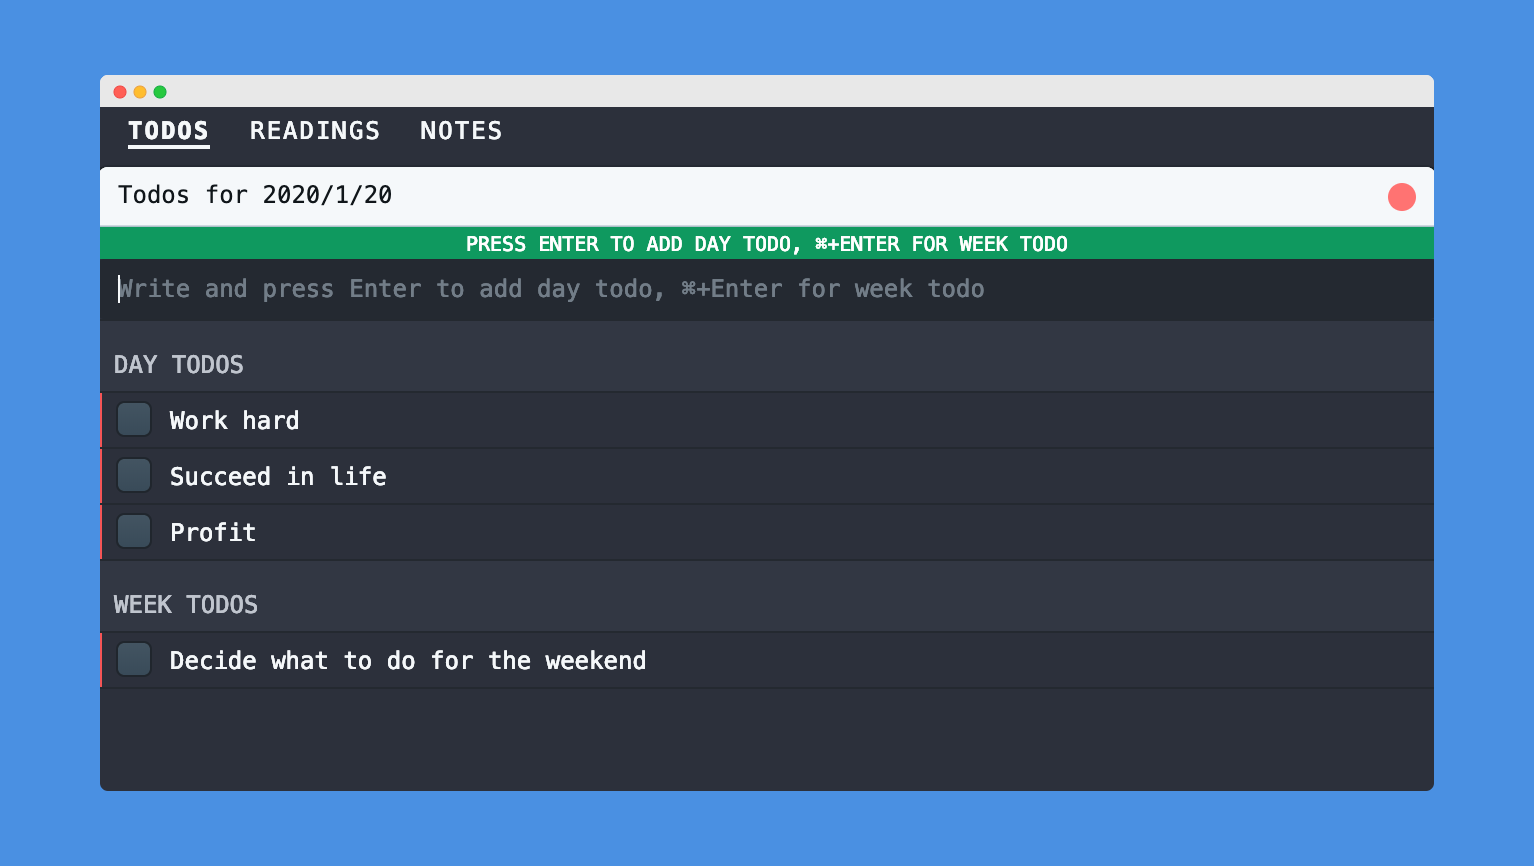 TODOS READINGS NOTES
Todos for 2020/1/20
PRESS ENTER TO ADD DAY TODO, ⌘+ENTER FOR WEEK TODO
Write and press Enter to add day todo, ⌘+Enter for week todo
DAY TODOS
Work hard
Succeed in life
Profit
WEEK TODOS
Decide what to do for the weekend